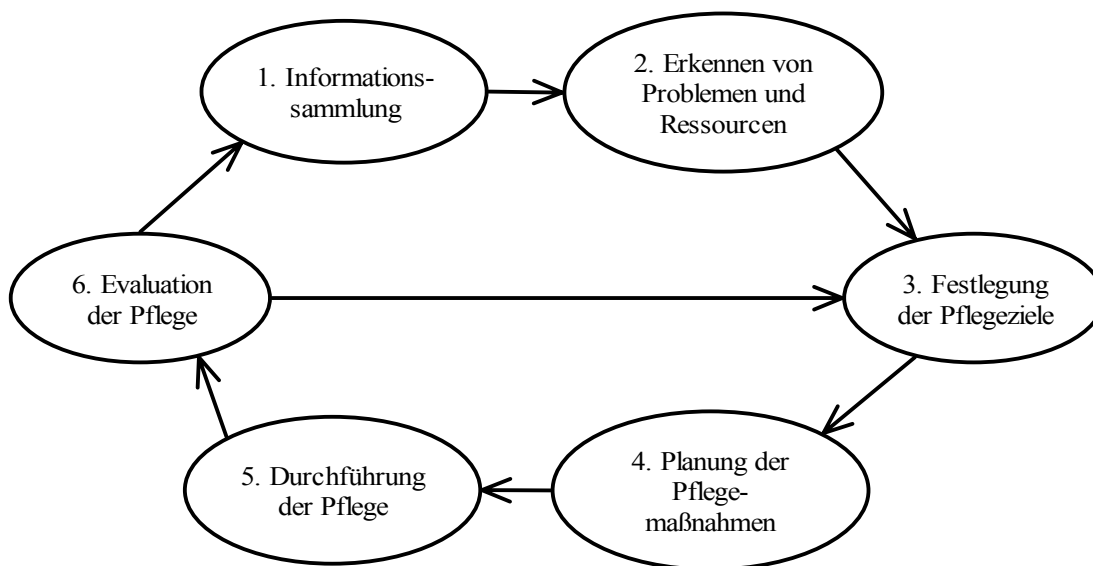 1. Informations-
sammlung
2. Erkennen von
Problemen und
Ressourcen
3. Festlegung
der Pflegeziele
4. Planung der
Pflege-
maßnahmen
5. Durchführung
der Pflege
6. Evaluation
der Pflege